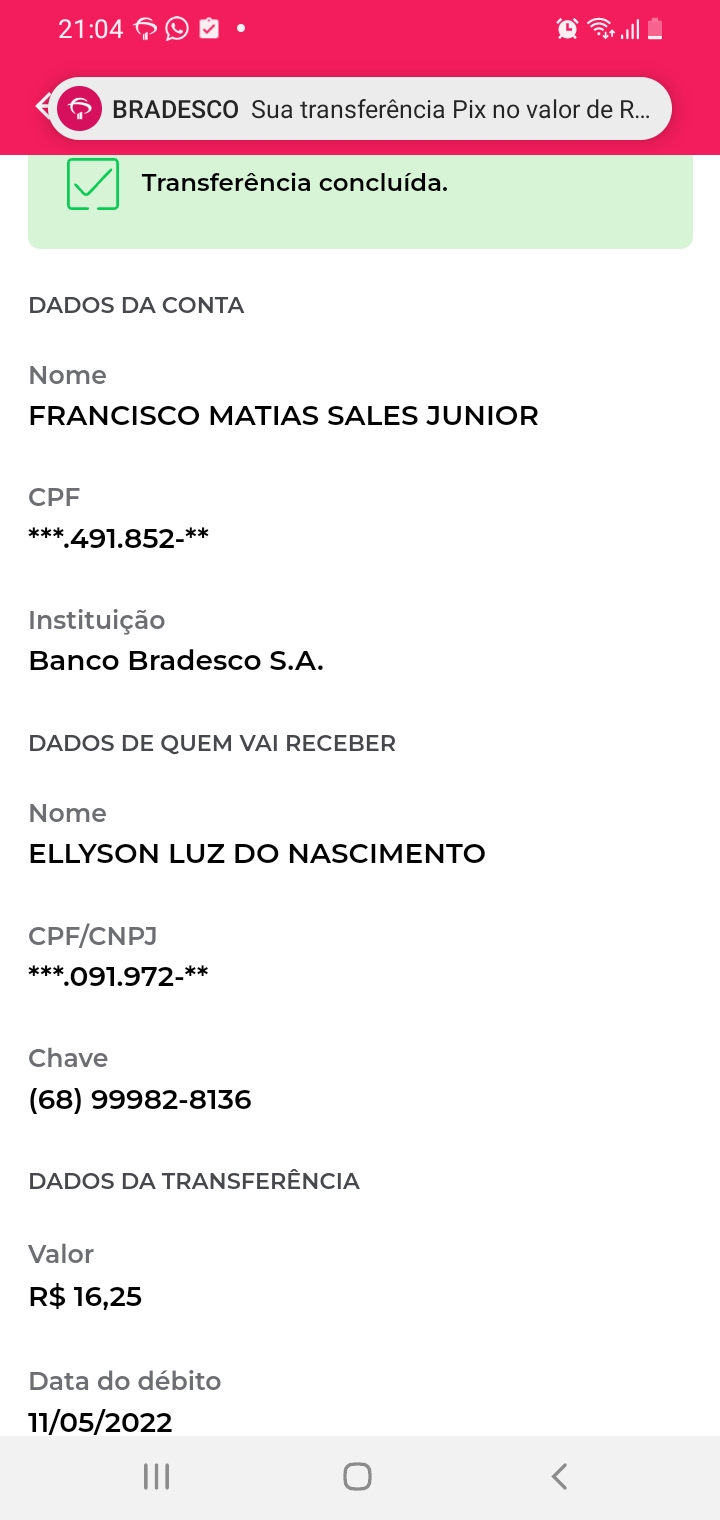 21:04
BRADESCO Sua transferência Pix no valor de R...
Transferência concluída.
DADOS DA CONTA
Nome
FRANCISCO MATIAS SALES JUNIOR
CPF
***.491.852-**
Instituição
Banco Bradesco S.A.
DADOS DE QUEM VAI RECEBER
Nome
ELLYSON LUZ DO NASCIMENTO
CPF/CNPJ
***.091.972-**
Chave
(68) 99982-8136
DADOS DA TRANSFERÊNCIA
Valor
R$ 16,25
Data do débito
11/05/2022